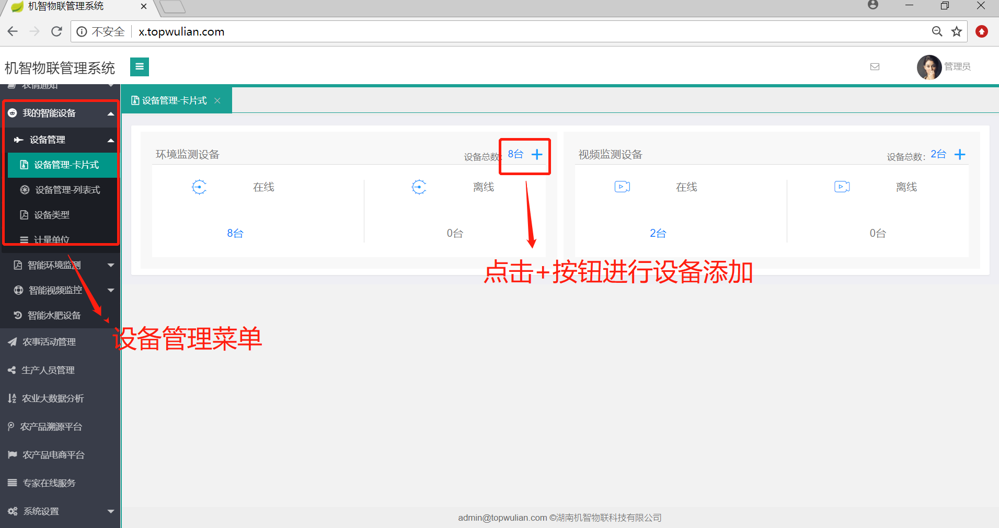 机智物联管理系统
不安全
x.topwulian.com
机智物联管理系统
管理员
农情通知
我的智能设备
设备管理
设备管理-卡片式
设备管理-列表式
设备类型
计量单位
智能环境监测
智能视频监控
智能水肥设备
农事活动管理
生产人员管理
农业大数据分析
农产品溯源平台
农产品电商平台
专家在线服务
系统设置
设备管理-卡片式
环境监测设备
设备总数: 8台 +
在线
离线
8台
0台
视频监测设备
设备总数: 2台 +
在线
离线
2台
0台
点击+按钮进行设备添加
设备管理菜单
admin@topwulian.com ©湖南机智物联科技有限公司